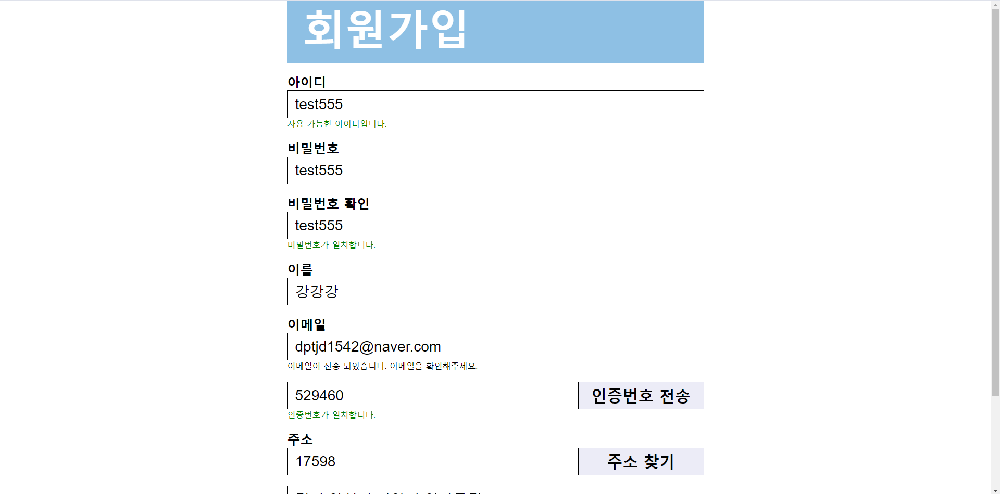 회원가입
아이디
test555
사용 가능한 아이디입니다.
비밀번호
test555
비밀번호 확인
test555
비밀번호가 일치합니다.
이름
강강강
이메일
dptjd1542@naver.com
이메일이 전송 되었습니다. 이메일을 확인해주세요.
529460 인증번호 전송
인증번호가 일치합니다.
주소
17598 주소 찾기